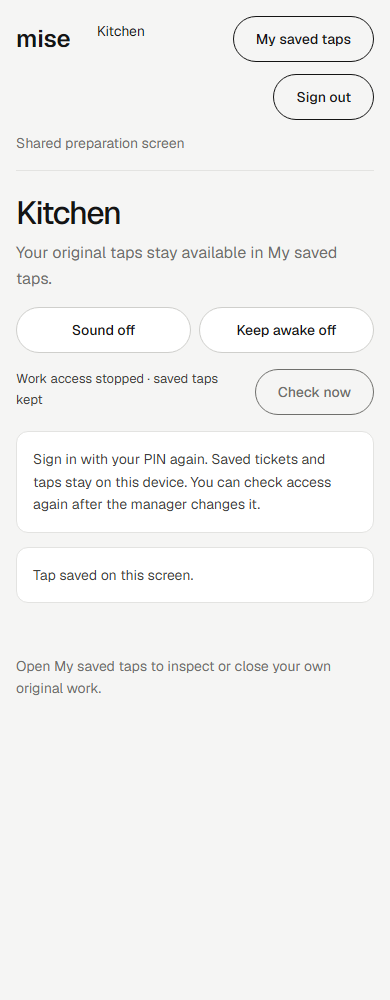 mise
Kitchen
My saved taps
Sign out
Shared preparation screen
Kitchen
Your original taps stay available in My saved
taps.
Sound off
Keep awake off
Work access stopped · saved taps
kept
Check now
Sign in with your PIN again. Saved tickets and
taps stay on this device. You can check access
again after the manager changes it.
Tap saved on this screen.
Open My saved taps to inspect or close your own
original work.